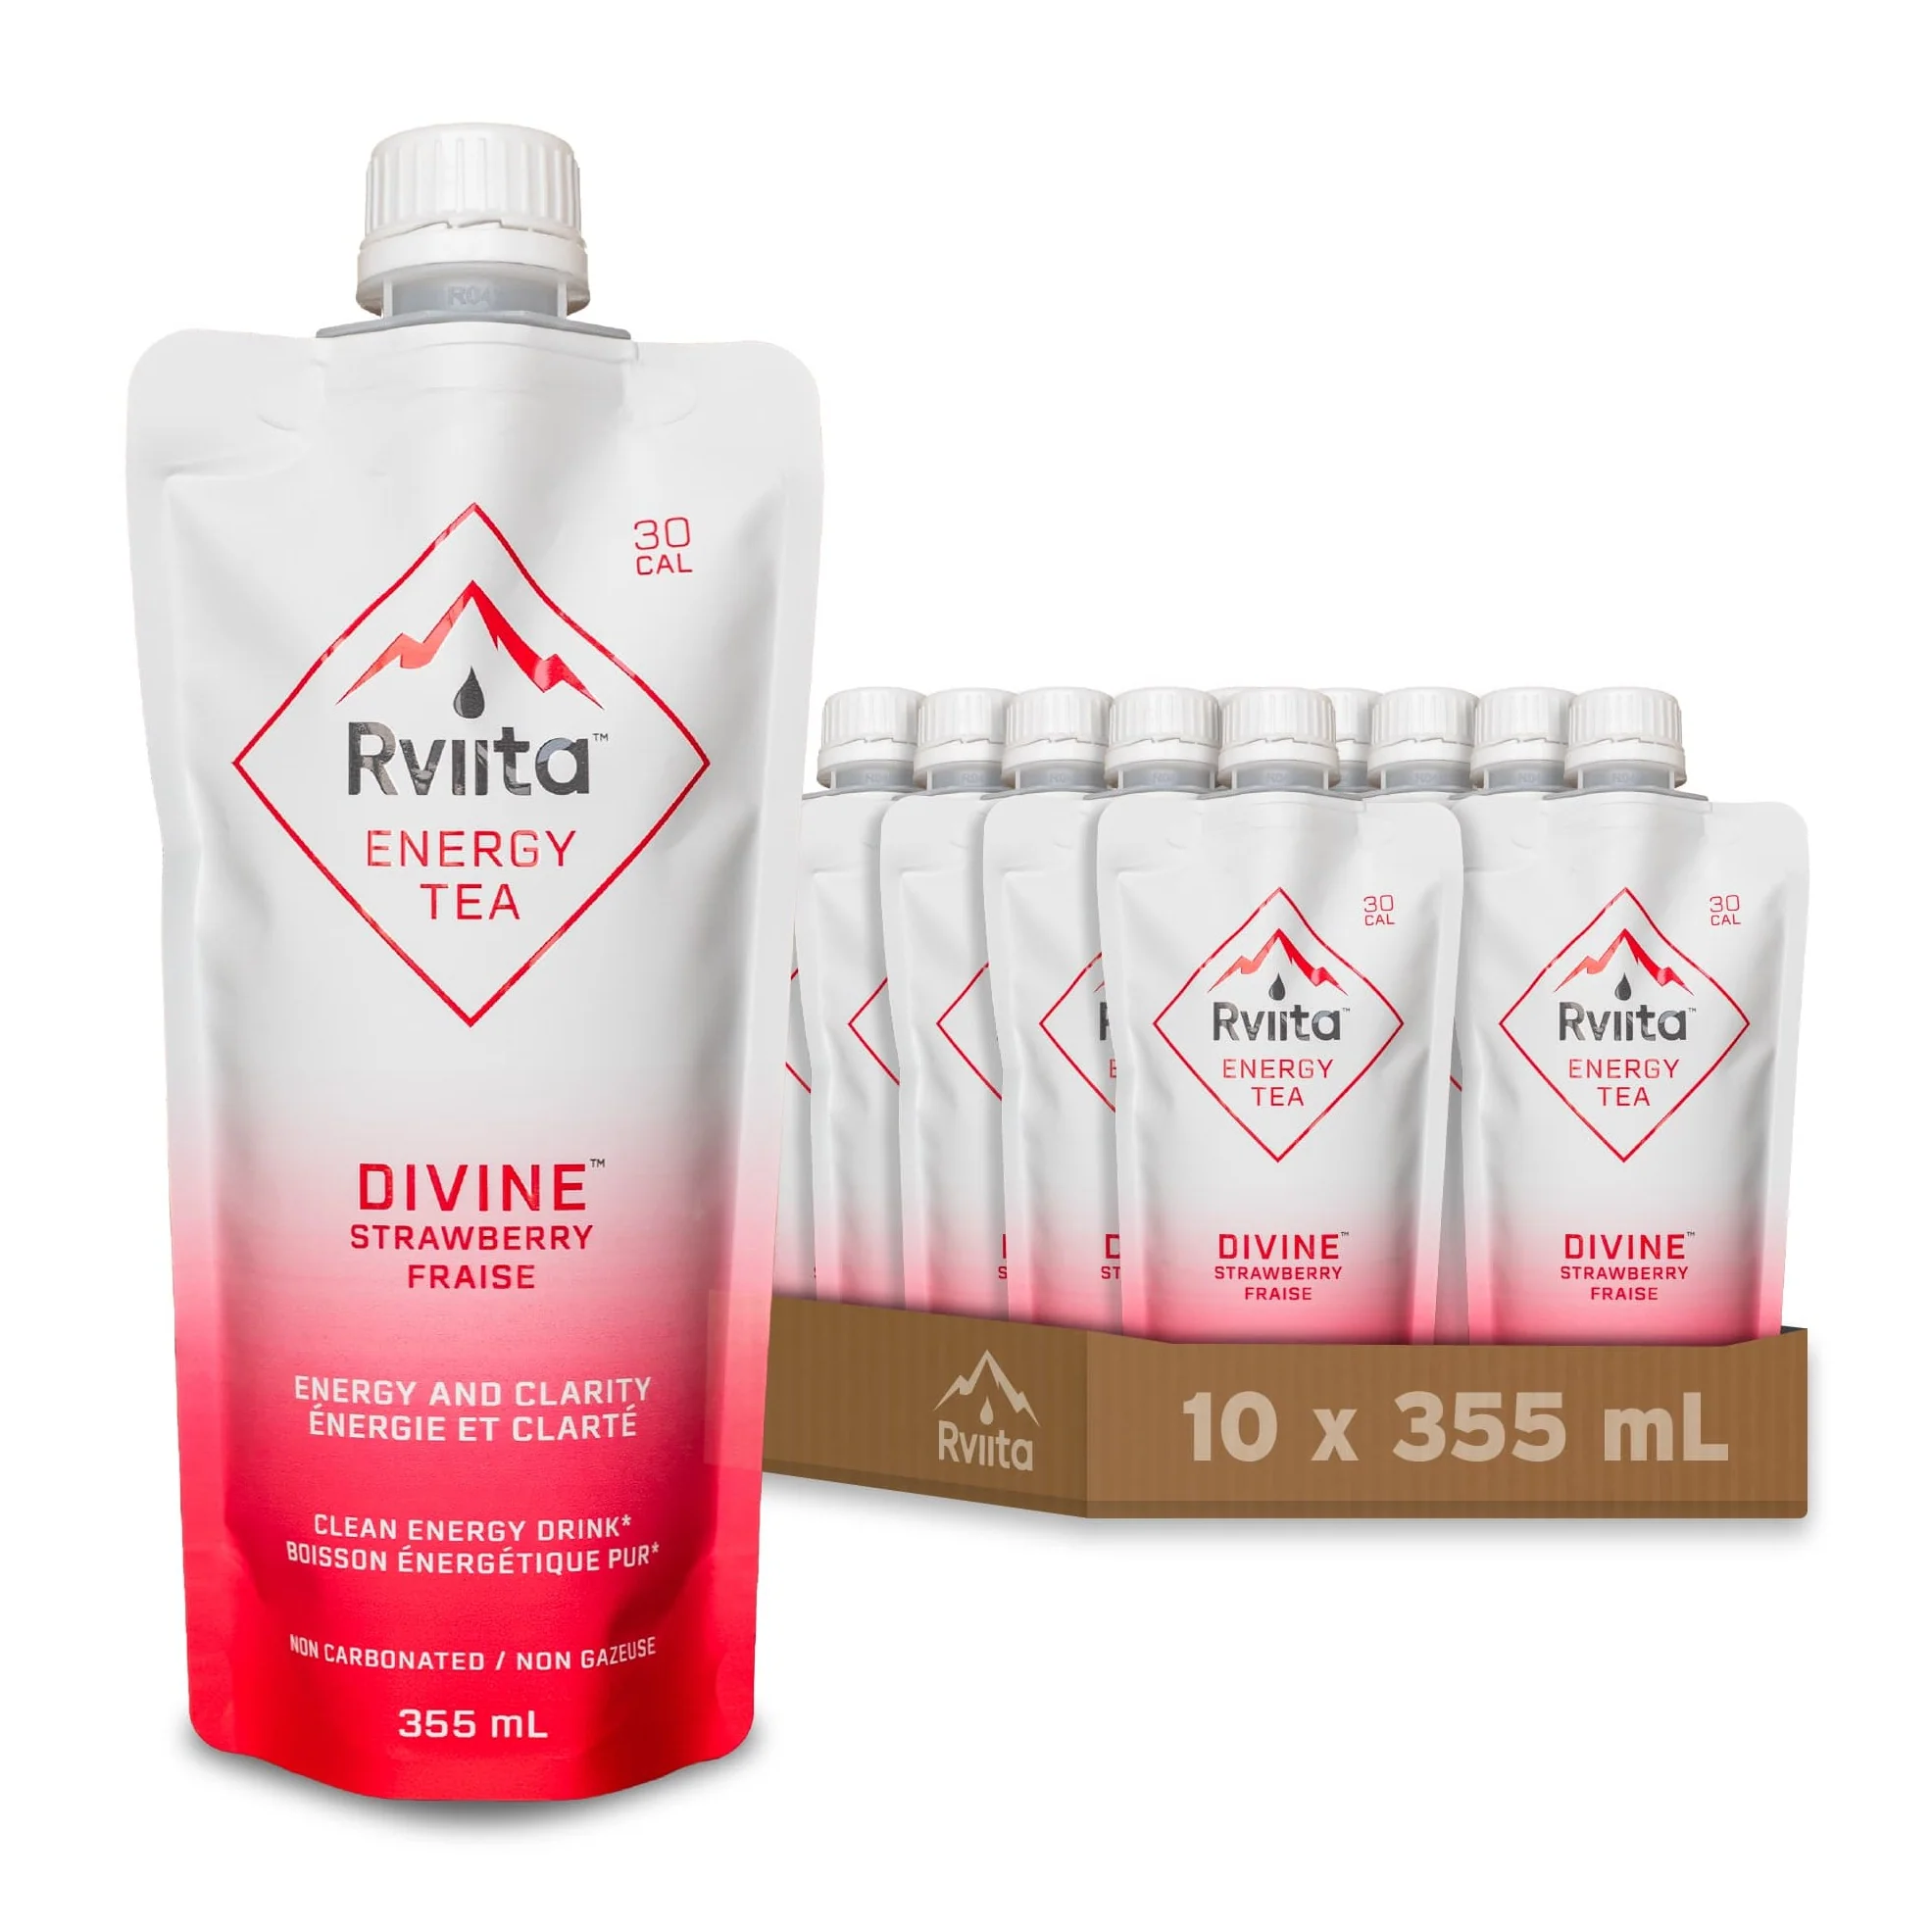 30
CAL
Rviita™
ENERGY
TEA
DIVINE™
STRAWBERRY
FRAISE
ENERGY AND CLARITY
ÉNERGIE ET CLARTÉ
CLEAN ENERGY DRINK*
BOISSON ÉNERGÉTIQUE PUR*
NON CARBONATED / NON GAZEUSE
355 mL
30
CAL
Rviita™
ENERGY
TEA
DIVINE™
STRAWBERRY
FRAISE
30
CAL
Rviita™
ENERGY
TEA
DIVINE™
STRAWBERRY
FRAISE
Rviita
10 x 355 mL